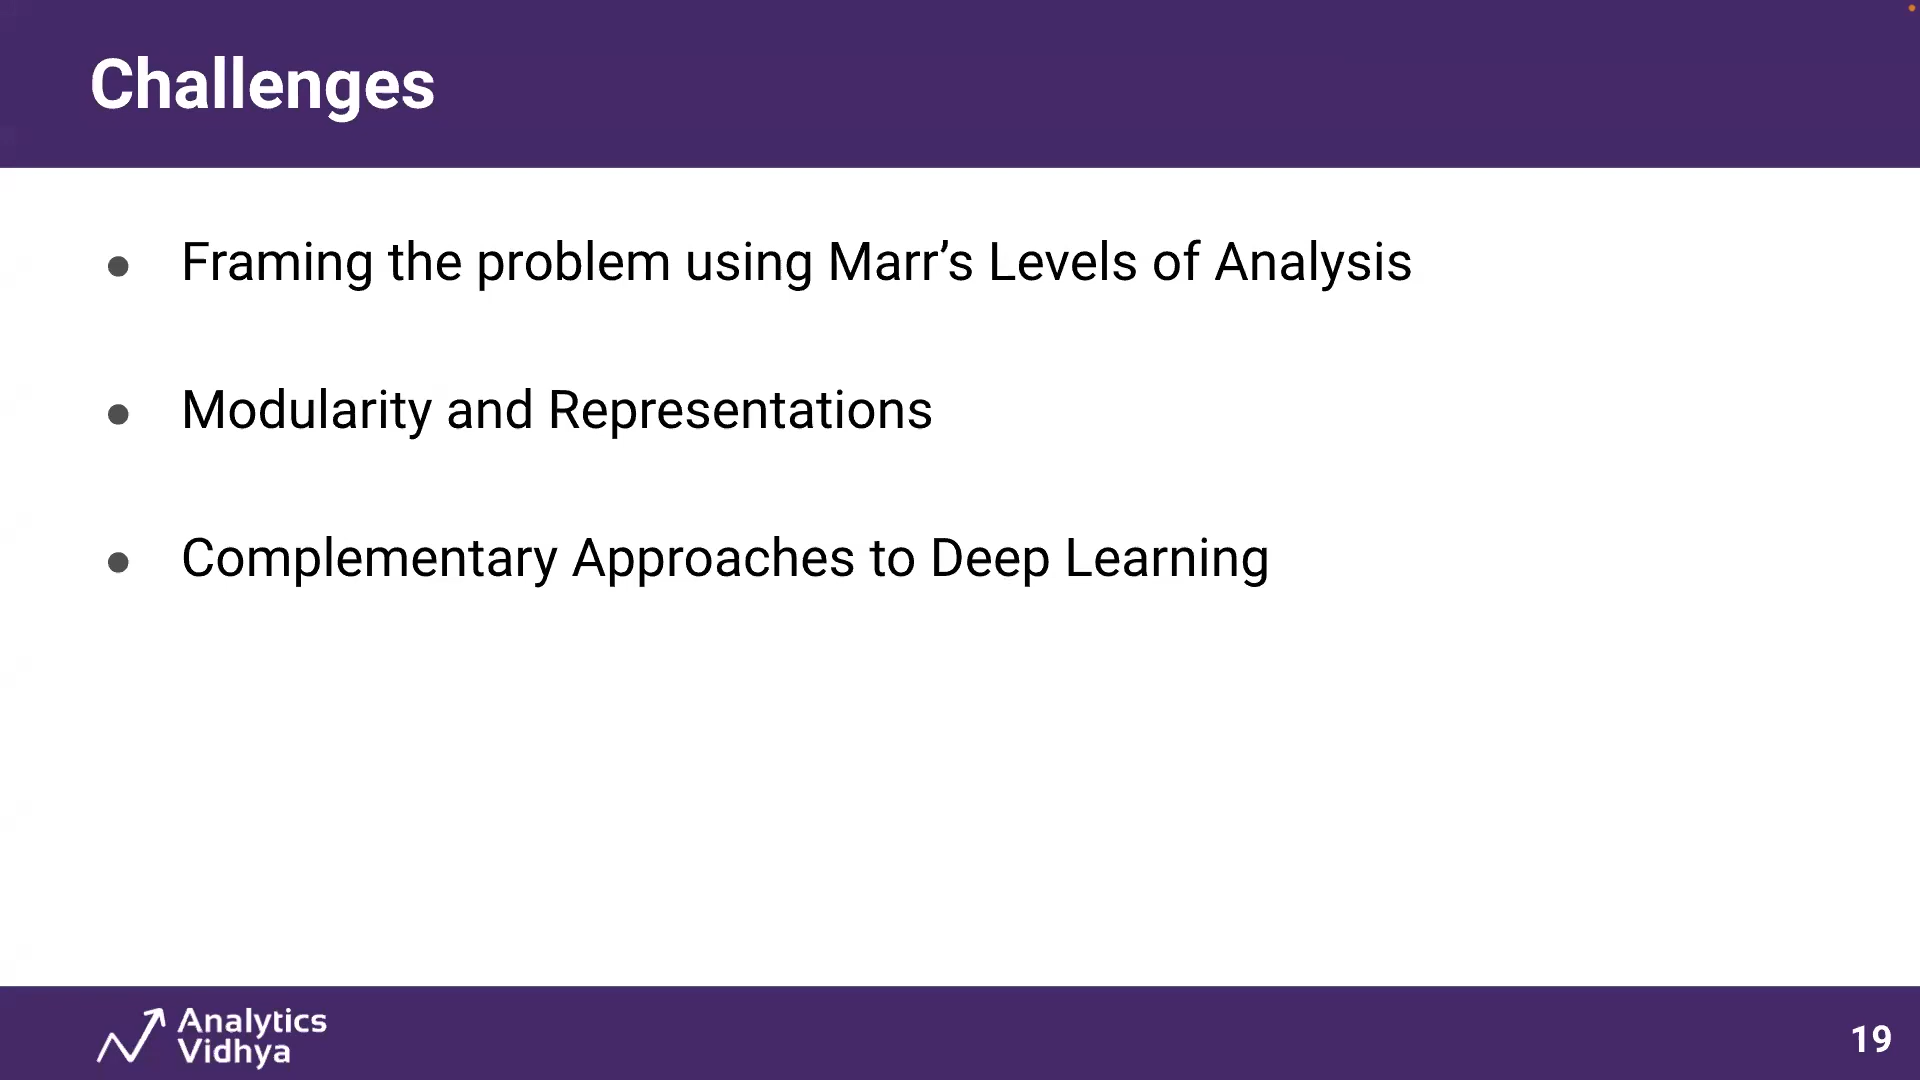 Challenges
● Framing the problem using Marr’s Levels of Analysis
● Modularity and Representations
● Complementary Approaches to Deep Learning
Analytics
Vidhya
19